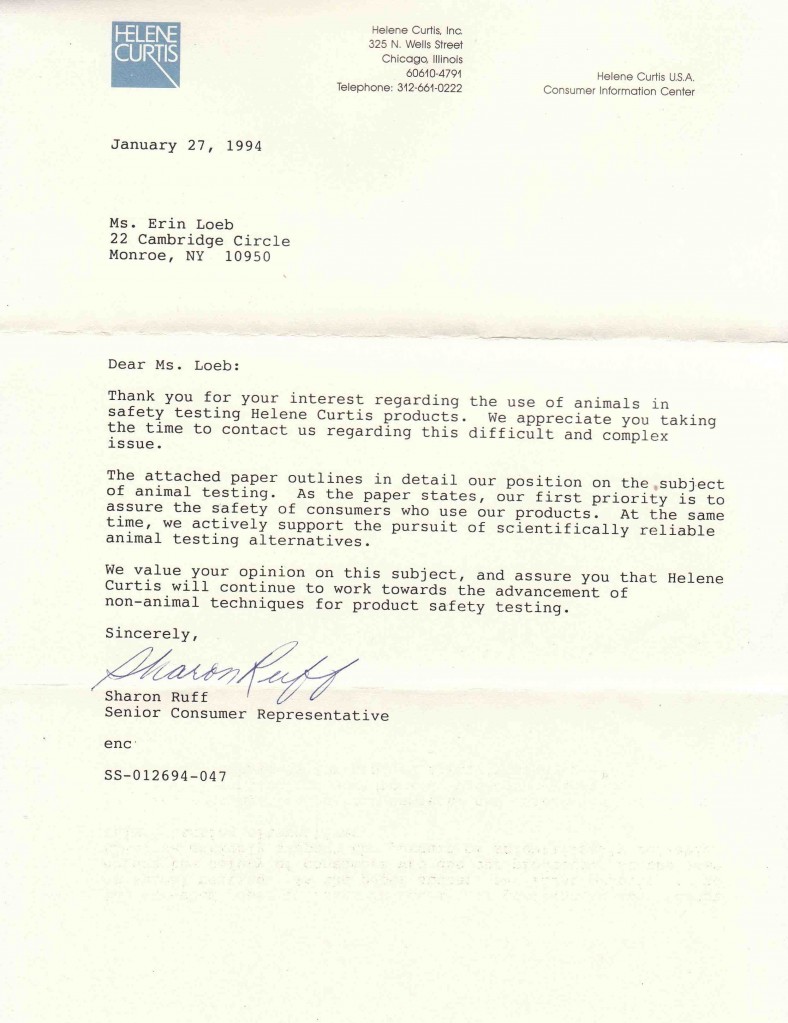 HELENE
CURTIS
Helene Curtis, Inc.
325 N. Wells Street
Chicago, Illinois
60610-4791
Telephone: 312-661-0222
Helene Curtis U.S.A.
Consumer Information Center
January 27, 1994
Ms. Erin Loeb
22 Cambridge Circle
Monroe, NY 10950
Dear Ms. Loeb:
Thank you for your interest regarding the use of animals in
safety testing Helene Curtis products. We appreciate you taking
the time to contact us regarding this difficult and complex
issue.
The attached paper outlines in detail our position on the subject
of animal testing. As the paper states, our first priority is to
assure the safety of consumers who use our products. At the same
time, we actively support the pursuit of scientifically reliable
animal testing alternatives.
We value your opinion on this subject, and assure you that Helene
Curtis will continue to work towards the advancement of
non-animal techniques for product safety testing.
Sincerely,
Sharon Ruff
Sharon Ruff
Senior Consumer Representative
enc
SS-012694-047